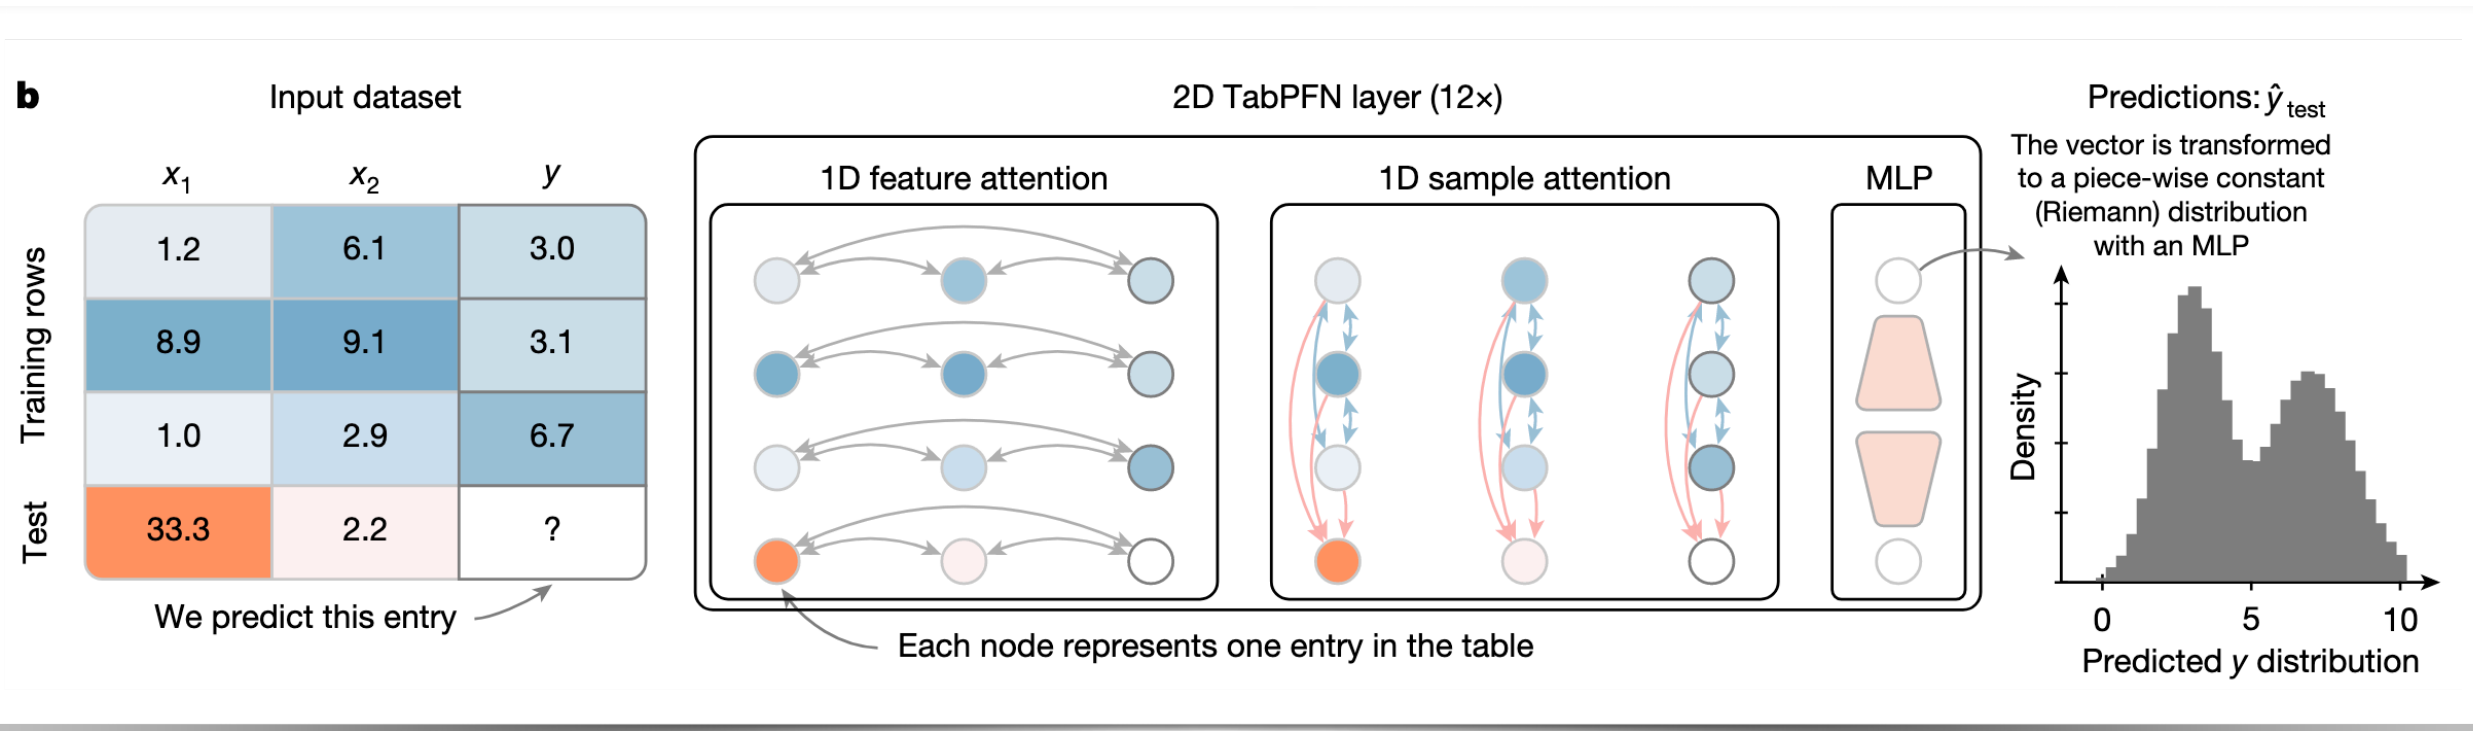 b
Input dataset
x1 x2 y
Training rows
1.2 6.1 3.0
8.9 9.1 3.1
1.0 2.9 6.7
Test
33.3 2.2 ?
We predict this entry
2D TabPFN layer (12×)
1D feature attention
1D sample attention
MLP
Each node represents one entry in the table
Predictions: ŷ test
The vector is transformed
to a piece-wise constant
(Riemann) distribution
with an MLP
Density
0 5 10
Predicted y distribution